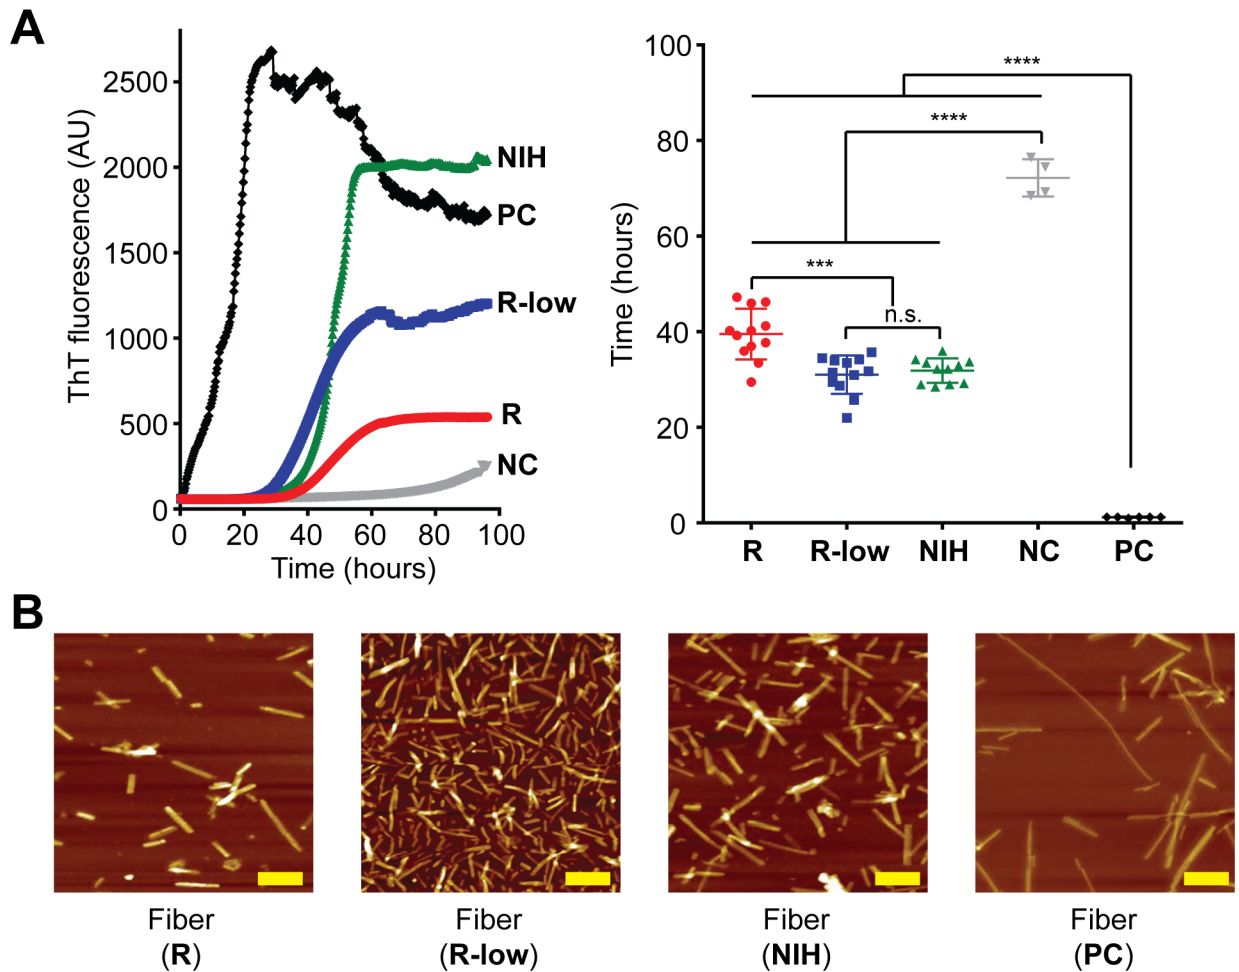 A
ThT fluorescence (AU)
2500
2000
1500
1000
500
0
0 20 40 60 80 100
Time (hours)
NIH
PC
R-low
R
NC
Time (hours)
100
80
60
40
20
0
****
****
***
n.s.
R R-low NIH NC PC
B
Fiber
(R)
Fiber
(R-low)
Fiber
(NIH)
Fiber
(PC)